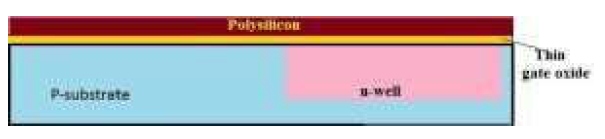 Polysilicon
Thin
gate oxide
n-well
P-substrate